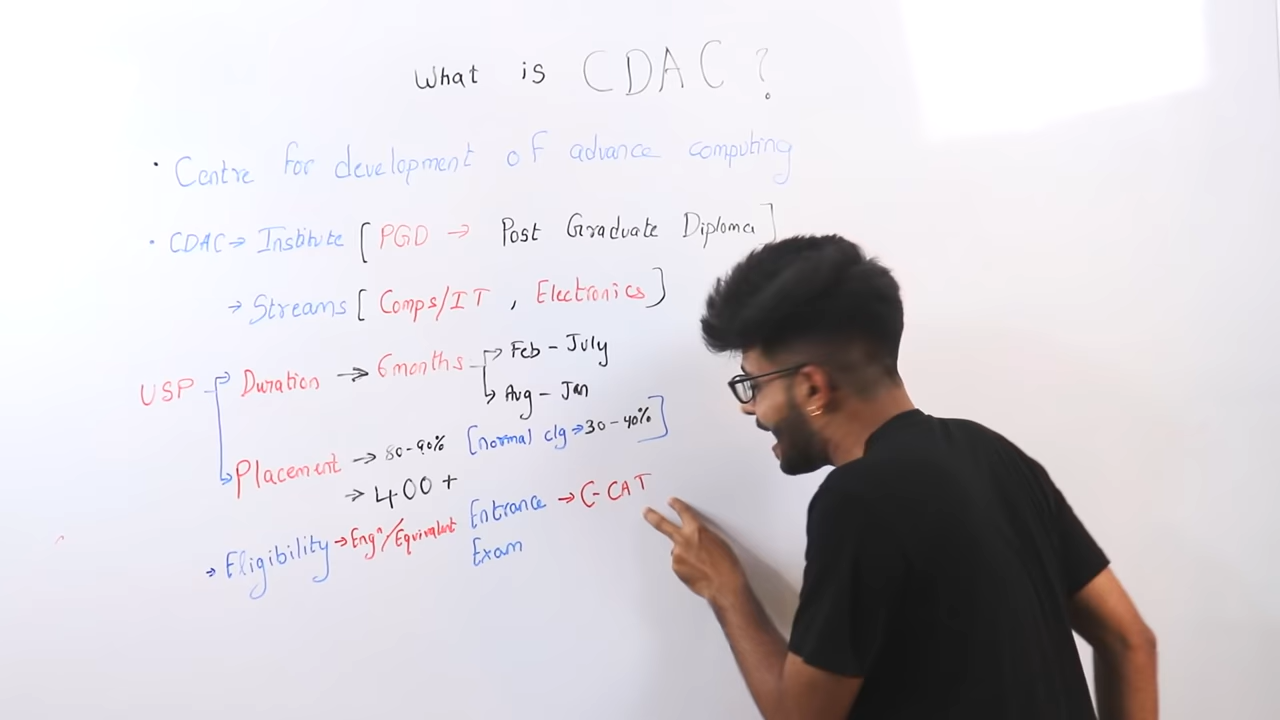 What is CDAC ?
• Centre for development of advance computing
• CDAC → Institute [ PGD → Post Graduate Diploma ]
→ Streams [ Comps/IT , Electronics ]
USP → Duration → 6 months → Feb - July
→ Aug - Jan
→ Placement → 80-90% [normal clg → 30-40%]
→ 400 +
→ Eligibility → Engⁿ/Equivalent Entrance → C-CAT
Exam